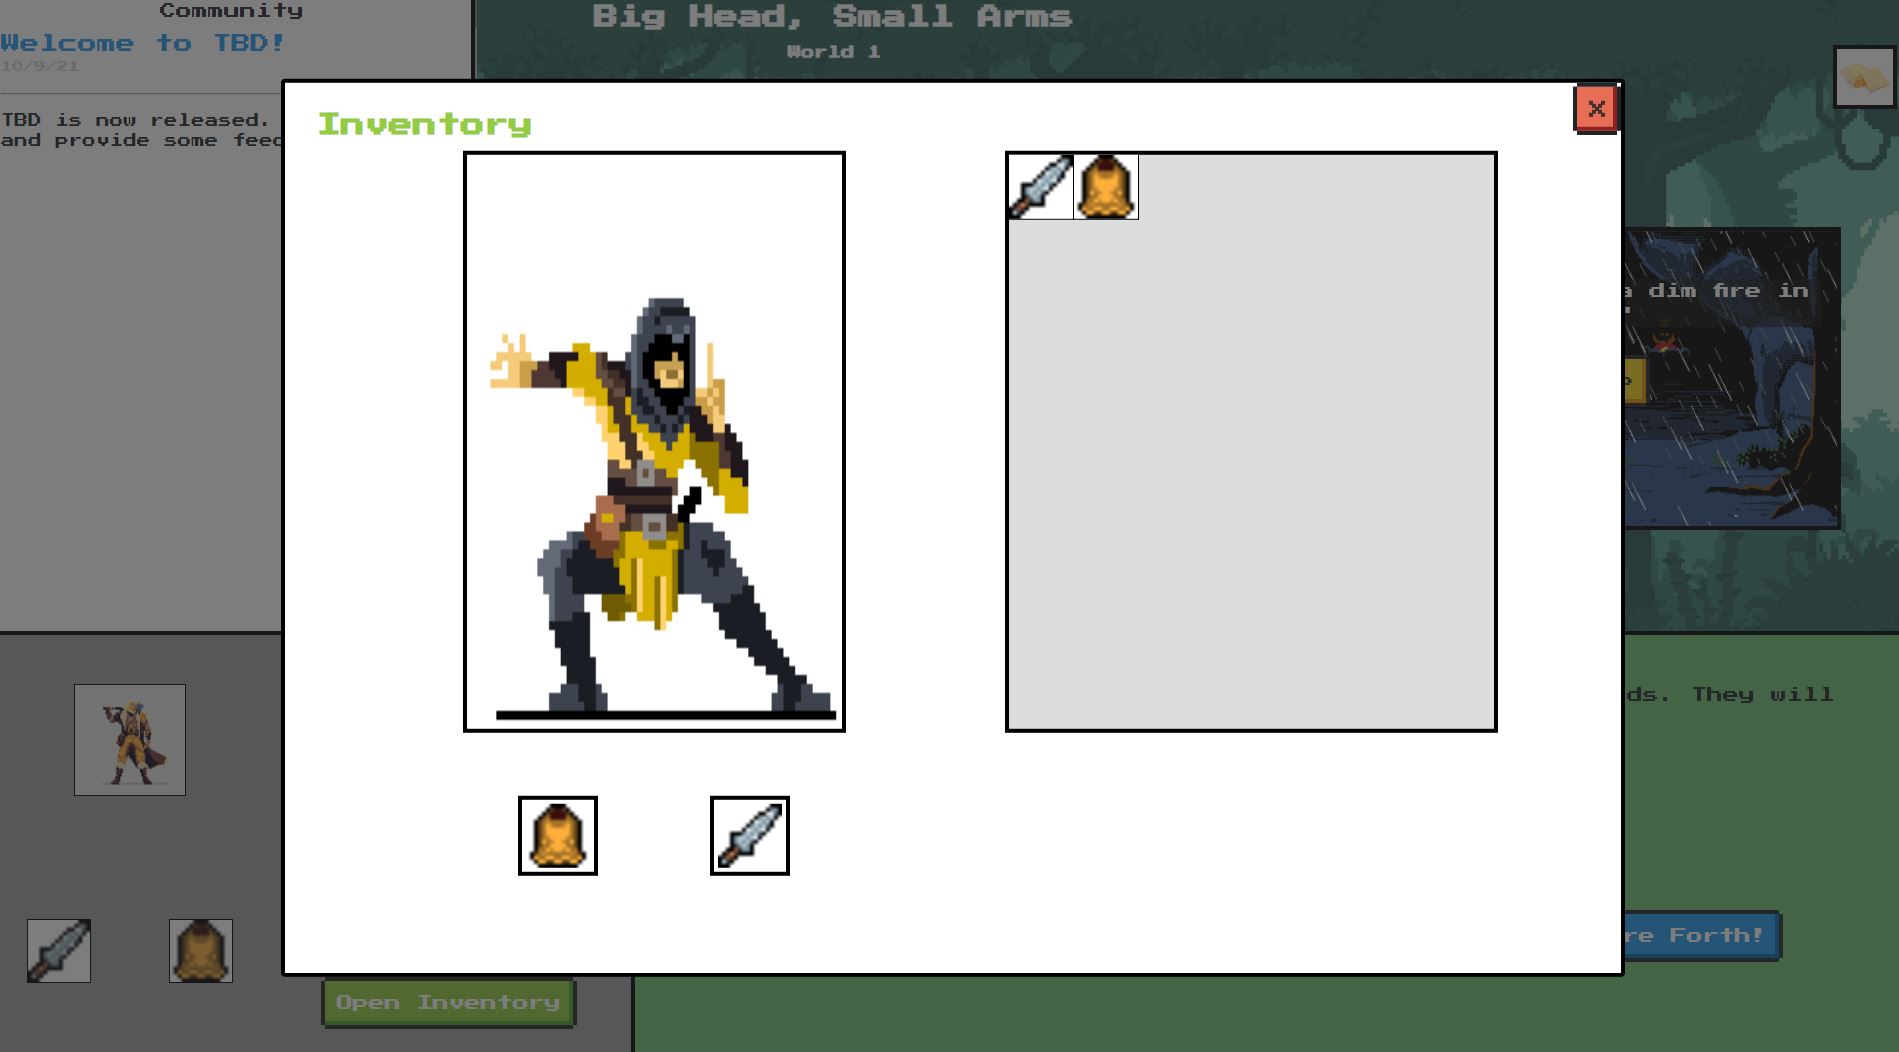 Community
Welcome to TBD!
10/9/21
TBD is now released.
and provide some feed
Big Head, Small Arms
World 1
Inventory
x
a dim fire in
ds. They will
re Forth!
Open Inventory